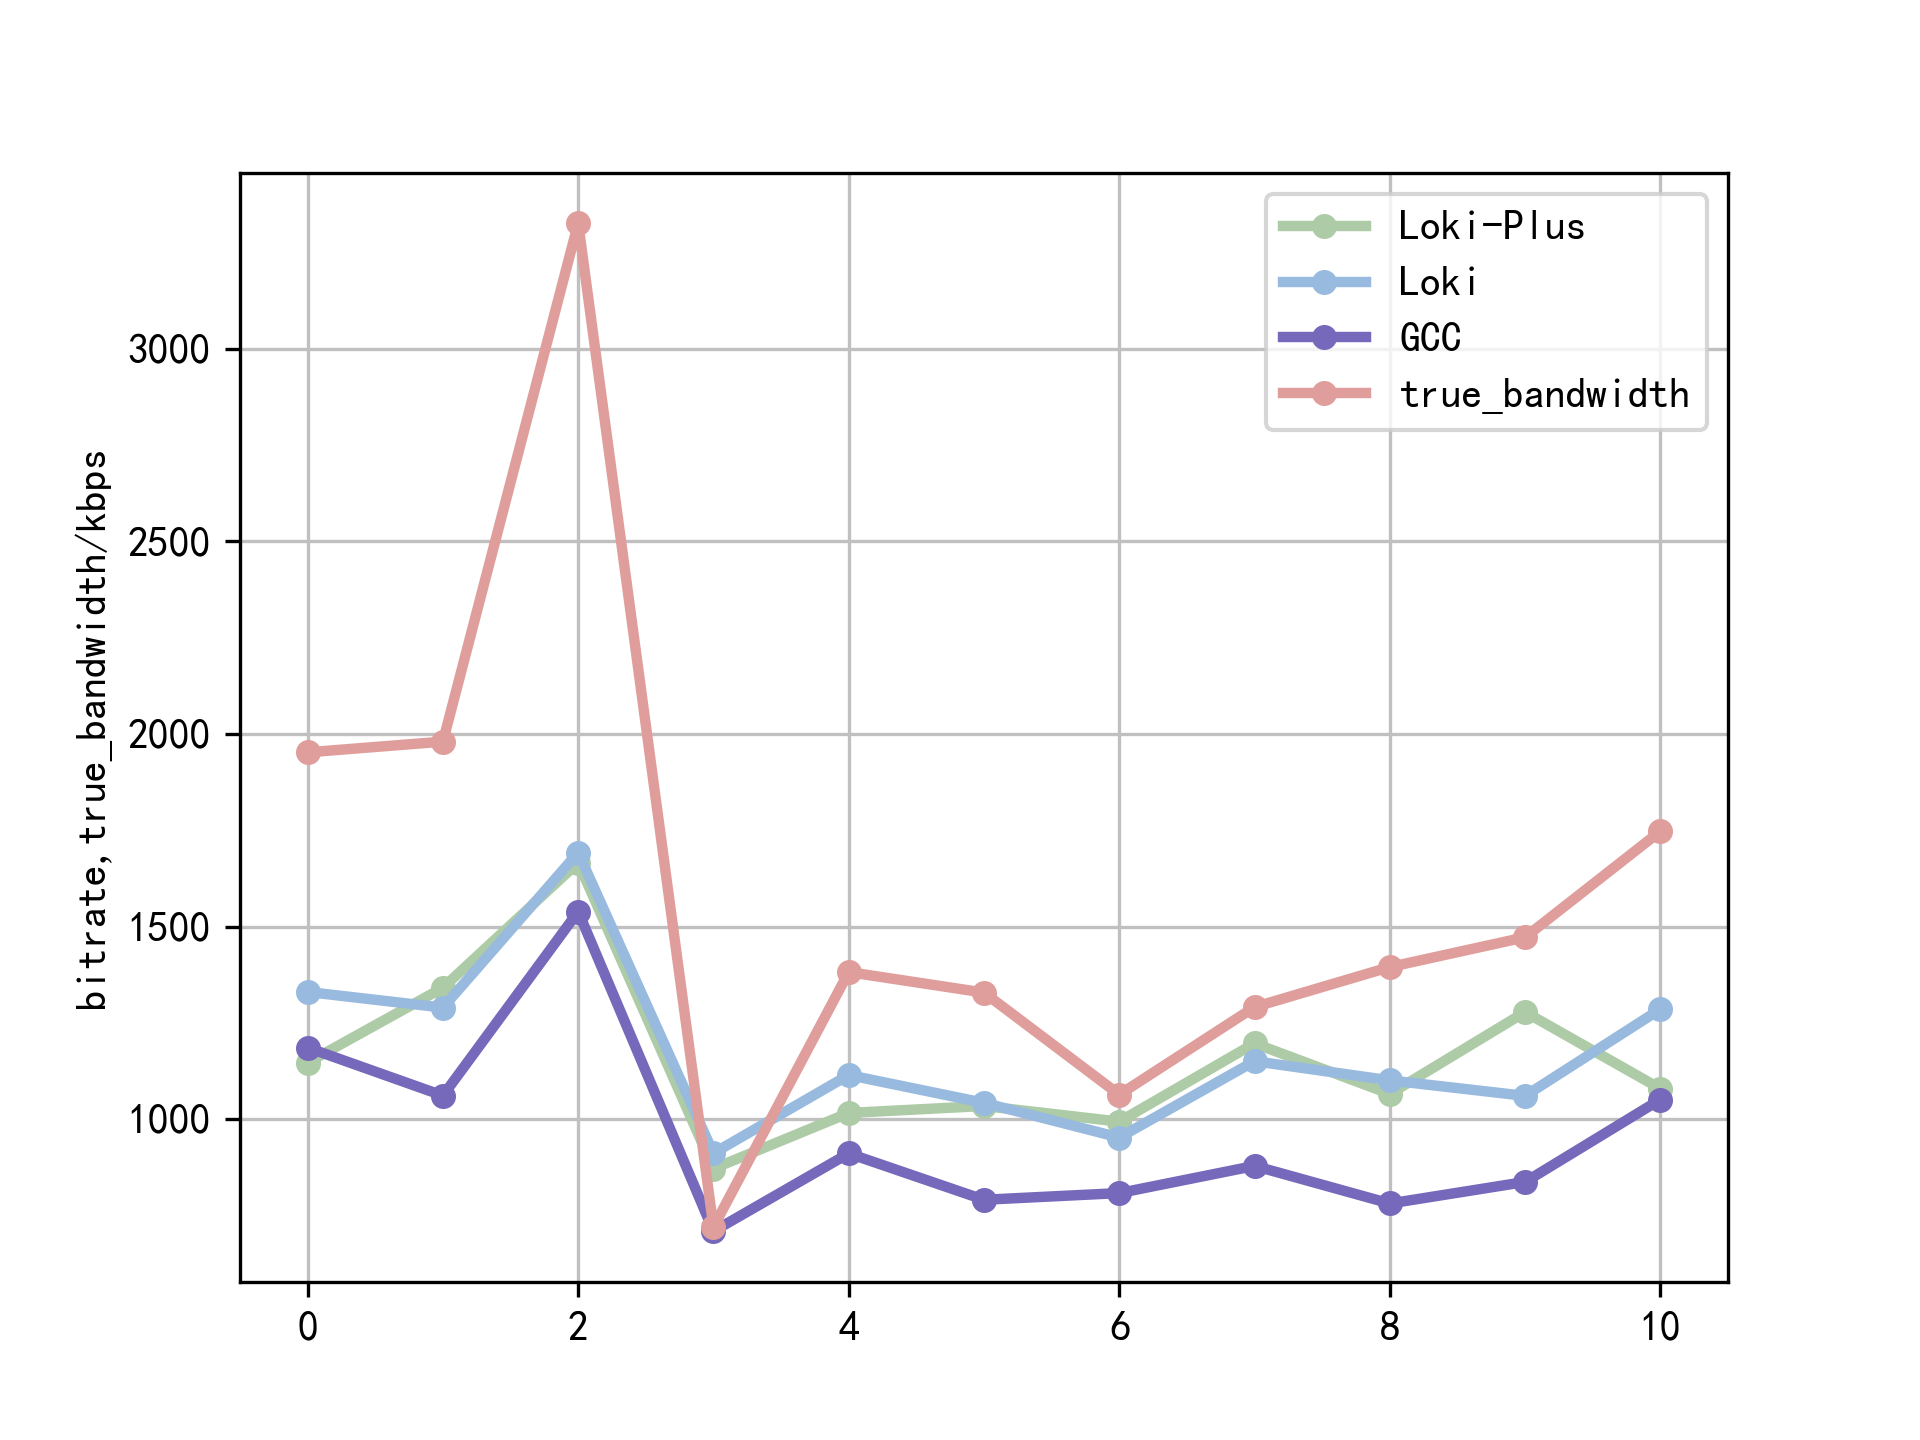 Loki-Plus
Loki
GCC
true_bandwidth
bitrate,true_bandwidth/kbps
3000
2500
2000
1500
1000
0 2 4 6 8 10